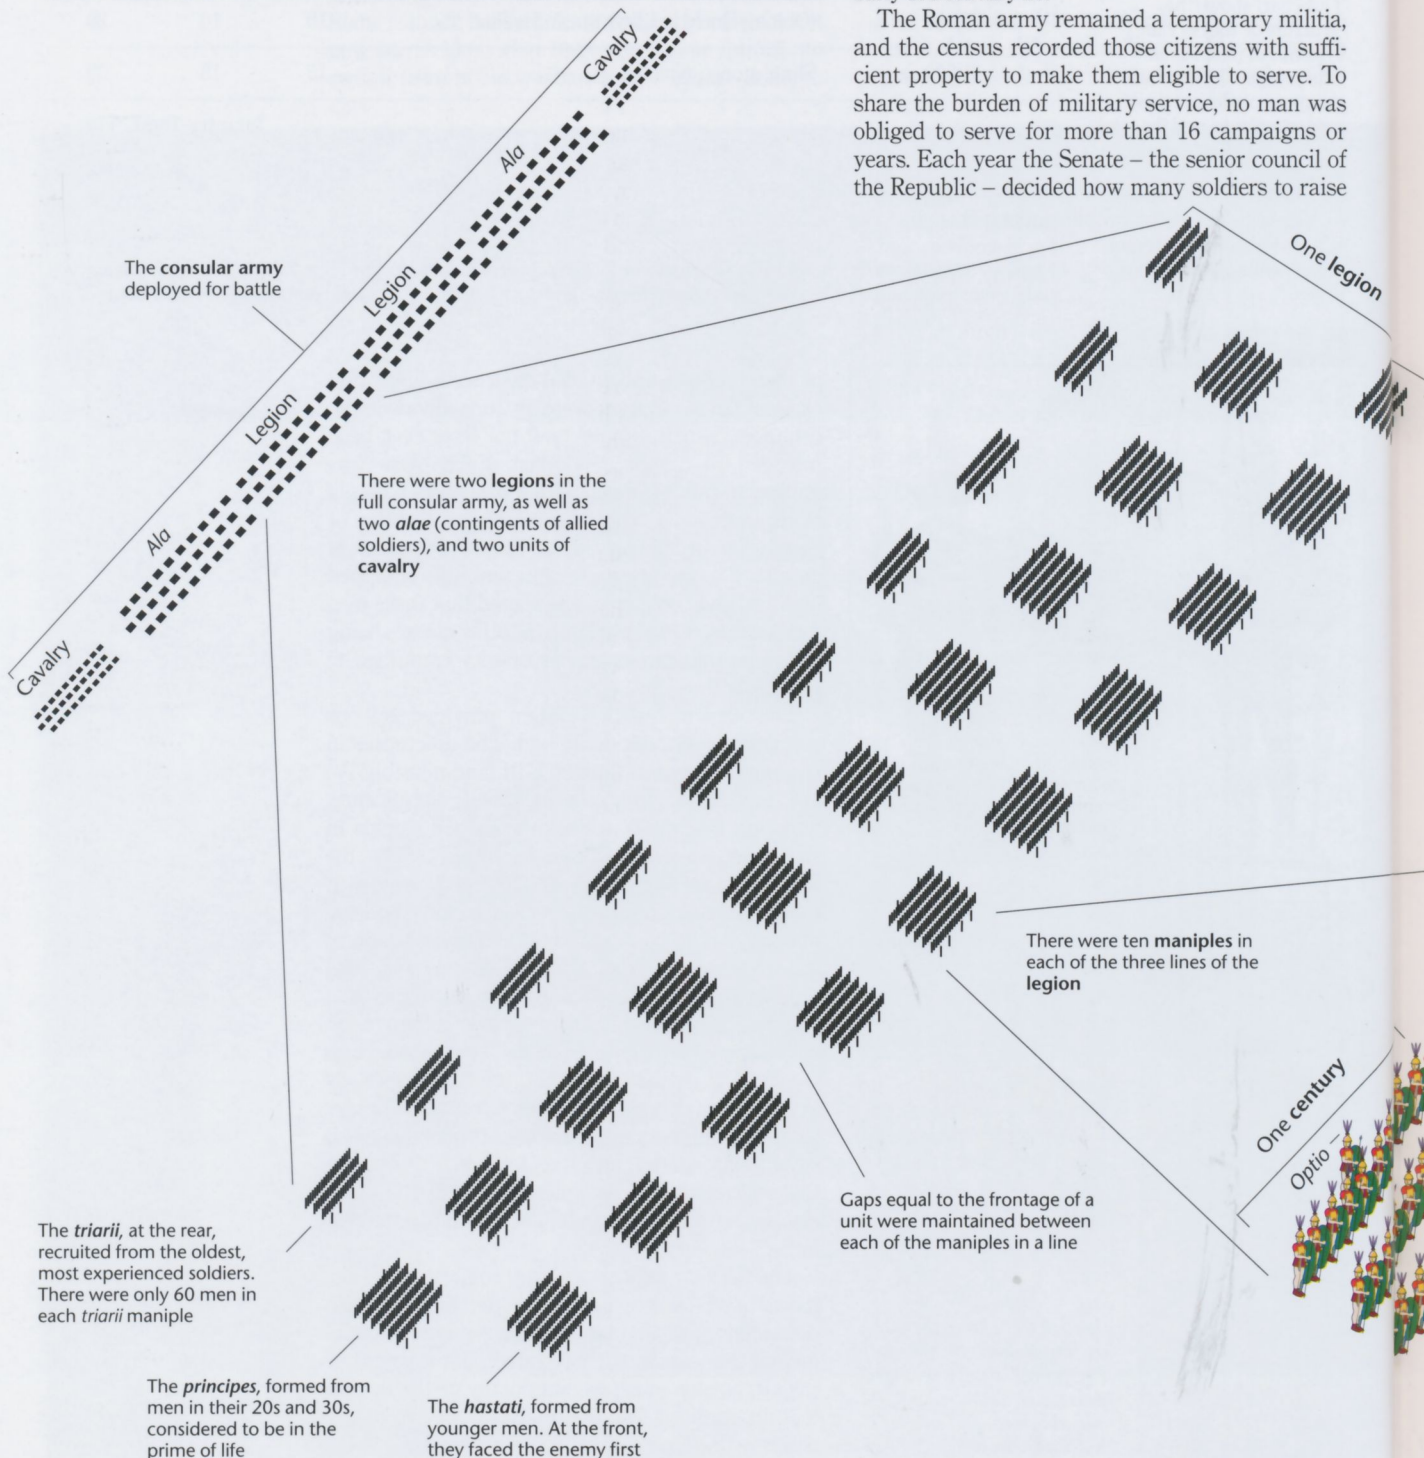 The Roman army remained a temporary militia,
and the census recorded those citizens with suffi-
cient property to make them eligible to serve. To
share the burden of military service, no man was
obliged to serve for more than 16 campaigns or
years. Each year the Senate – the senior council of
the Republic – decided how many soldiers to raise
Cavalry
Ala
Legion
Legion
Ala
Cavalry
The consular army
deployed for battle
One legion
There were two legions in the
full consular army, as well as
two alae (contingents of allied
soldiers), and two units of
cavalry
There were ten maniples in
each of the three lines of the
legion
One century
Optio
Gaps equal to the frontage of a
unit were maintained between
each of the maniples in a line
The triarii, at the rear,
recruited from the oldest,
most experienced soldiers.
There were only 60 men in
each triarii maniple
The principes, formed from
men in their 20s and 30s,
considered to be in the
prime of life
The hastati, formed from
younger men. At the front,
they faced the enemy first